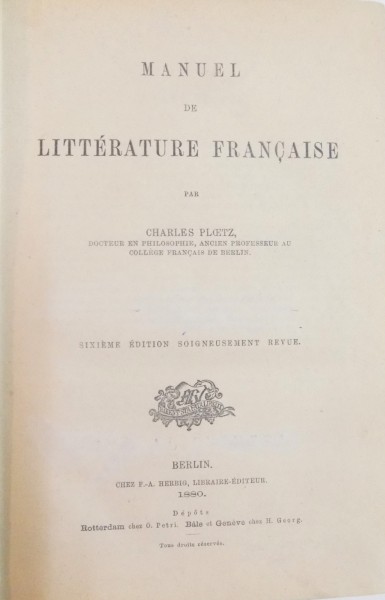 MANUEL
DE
LITTÉRATURE FRANÇAISE
PAR
CHARLES PLŒTZ,
DOCTEUR EN PHILOSOPHIE, ANCIEN PROFESSEUR AU
COLLÈGE FRANÇAIS DE BERLIN.
SIXIÈME ÉDITION SOIGNEUSEMENT REVUE.
BERLIN.
CHEZ F.-A. HERBIG, LIBRAIRE-ÉDITEUR.
1880.
Dépôts
Rotterdam chez O. Petri. Bâle et Genève chez H. Georg.
Tous droits réservés.